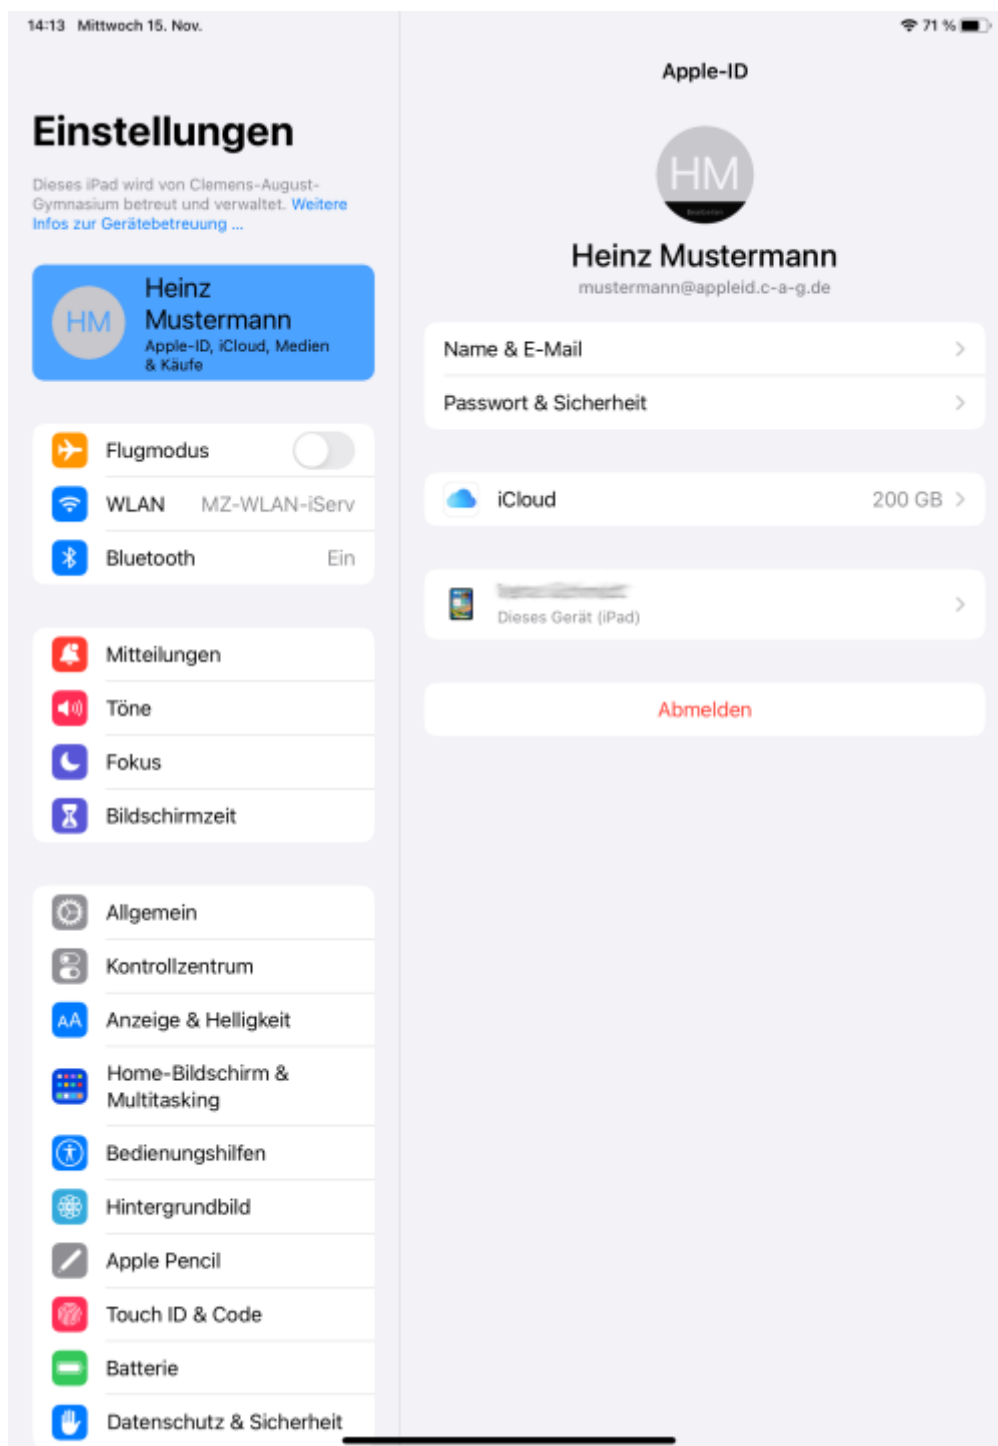 14:13 Mittwoch 15. Nov.
71 %
Einstellungen
Dieses iPad wird von Clemens-August-
Gymnasium betreut und verwaltet. Weitere
Infos zur Gerätebetreuung ...
HM
Heinz
Mustermann
Apple-ID, iCloud, Medien
& Käufe
Flugmodus
WLAN MZ-WLAN-iServ
Bluetooth Ein
Mitteilungen
Töne
Fokus
Bildschirmzeit
Allgemein
Kontrollzentrum
AA Anzeige & Helligkeit
Home-Bildschirm &
Multitasking
Bedienungshilfen
Hintergrundbild
Apple Pencil
Touch ID & Code
Batterie
Datenschutz & Sicherheit
Apple-ID
HM
Bearbeiten
Heinz Mustermann
mustermann@appleid.c-a-g.de
Name & E-Mail
Passwort & Sicherheit
iCloud 200 GB
Dieses Gerät (iPad)
Abmelden